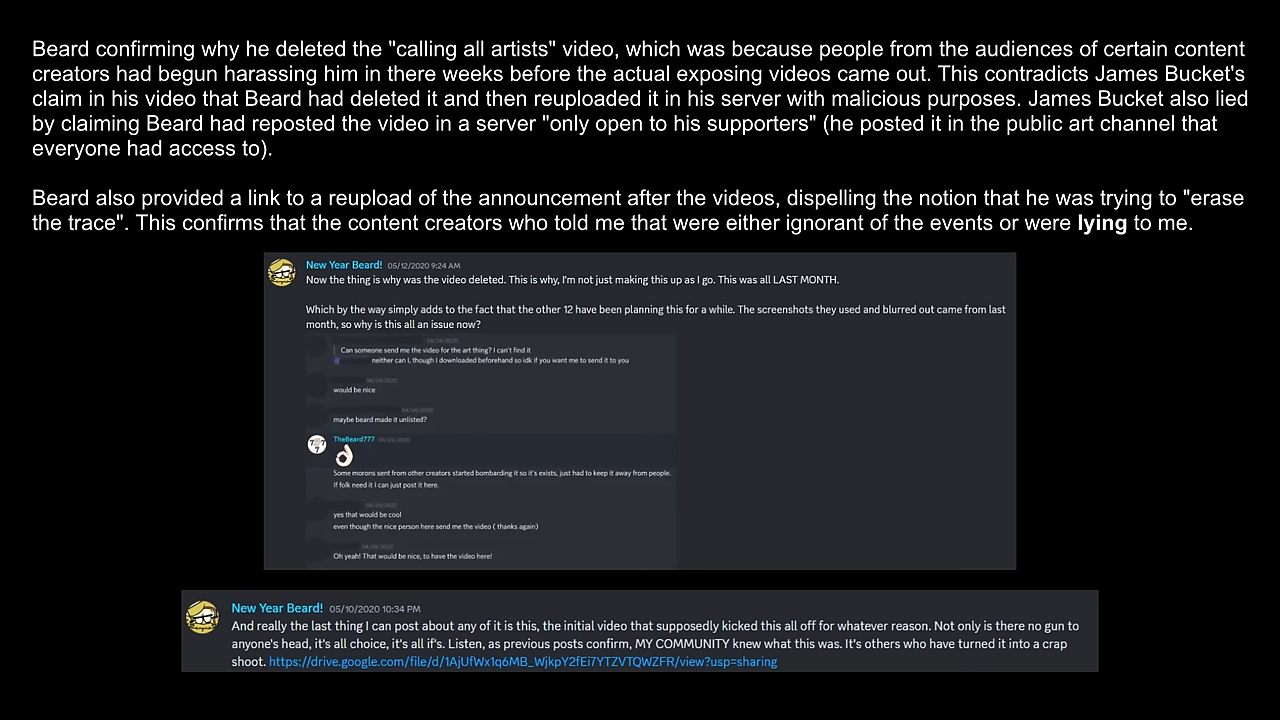 Beard confirming why he deleted the "calling all artists" video, which was because people from the audiences of certain content
creators had begun harassing him in there weeks before the actual exposing videos came out. This contradicts James Bucket's
claim in his video that Beard had deleted it and then reuploaded it in his server with malicious purposes. James Bucket also lied
by claiming Beard had reposted the video in a server "only open to his supporters" (he posted it in the public art channel that
everyone had access to).
Beard also provided a link to a reupload of the announcement after the videos, dispelling the notion that he was trying to "erase
the trace". This confirms that the content creators who told me that were either ignorant of the events or were lying to me.
New Year Beard! 05/12/2020 9:24 AM
Now the thing is why was the video deleted. This is why, I'm not just making this up as I go. This was all LAST MONTH.
Which by the way simply adds to the fact that the other 12 have been planning this for a while. The screenshots they used and blurred out came from last
month, so why is this all an issue now?
04/24/2020
Can someone send me the video for the art thing? I can't find it
neither can I, though I downloaded beforehand so idk if you want me to send it to you
04/24/2020
would be nice
04/24/2020
maybe beard made it unlisted?
TheBeard777 04/24/2020
Some morons sent from other creators started bombarding it so it's exists, just had to keep it away from people.
If folk need it I can just post it here.
04/24/2020
yes that would be cool
even though the nice person here send me the video ( thanks again)
04/24/2020
Oh yeah! That would be nice, to have the video here!
New Year Beard! 05/10/2020 10:34 PM
And really the last thing I can post about any of it is this, the initial video that supposedly kicked this all off for whatever reason. Not only is there no gun to
anyone's head, it's all choice, it's all if's. Listen, as previous posts confirm, MY COMMUNITY knew what this was. It's others who have turned it into a crap
shoot. https://drive.google.com/file/d/1AjUfWx1q6MB_WjkpY2fEi7YTZVTQWZFR/view?usp=sharing